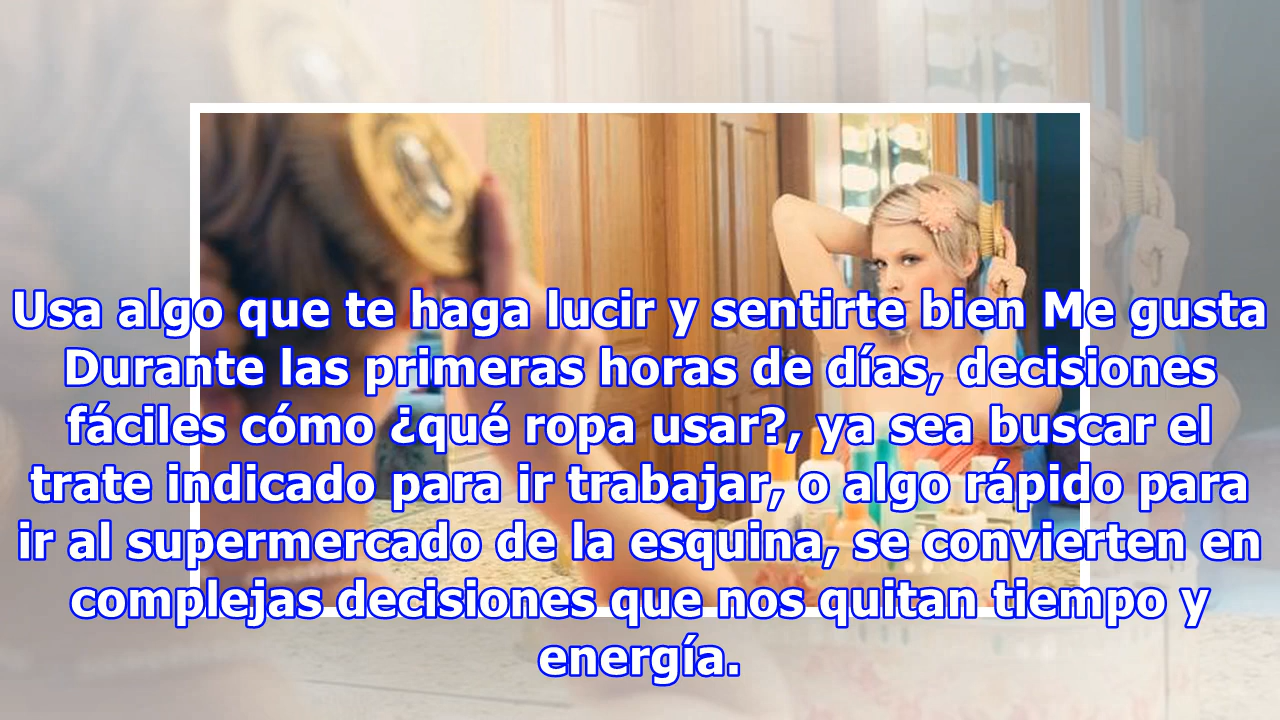 Usa algo que te haga lucir y sentirte bien Me gusta
Durante las primeras horas de días, decisiones
fáciles cómo ¿qué ropa usar?, ya sea buscar el
trate indicado para ir trabajar, o algo rápido para
ir al supermercado de la esquina, se convierten en
complejas decisiones que nos quitan tiempo y
energía.